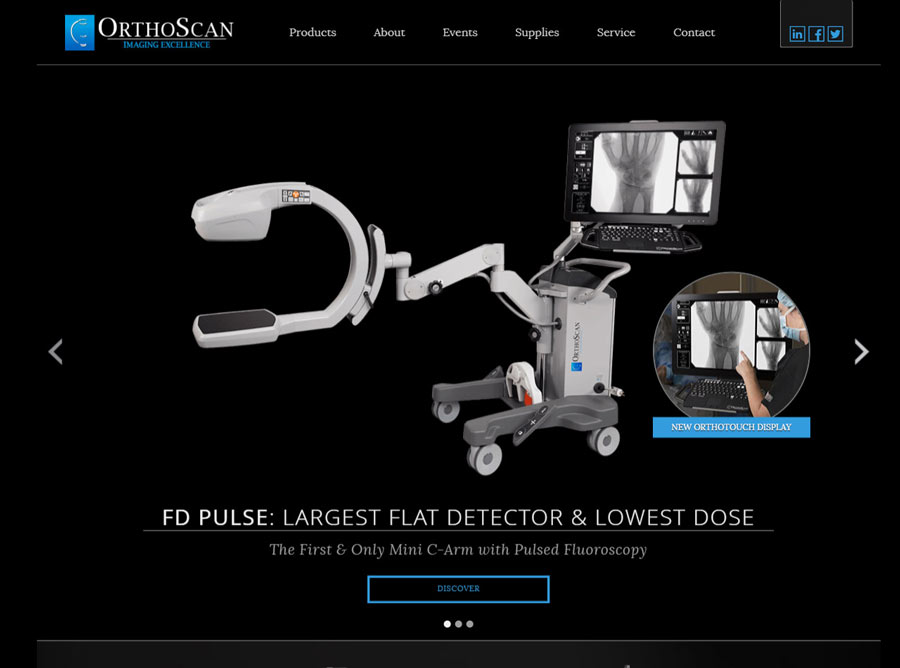 ORTHOSCAN
IMAGING EXCELLENCE
Products
About
Events
Supplies
Service
Contact
ORTHOSCAN
NEW ORTHOTOUCH DISPLAY
FD PULSE: LARGEST FLAT DETECTOR & LOWEST DOSE
The First & Only Mini C-Arm with Pulsed Fluoroscopy
DISCOVER